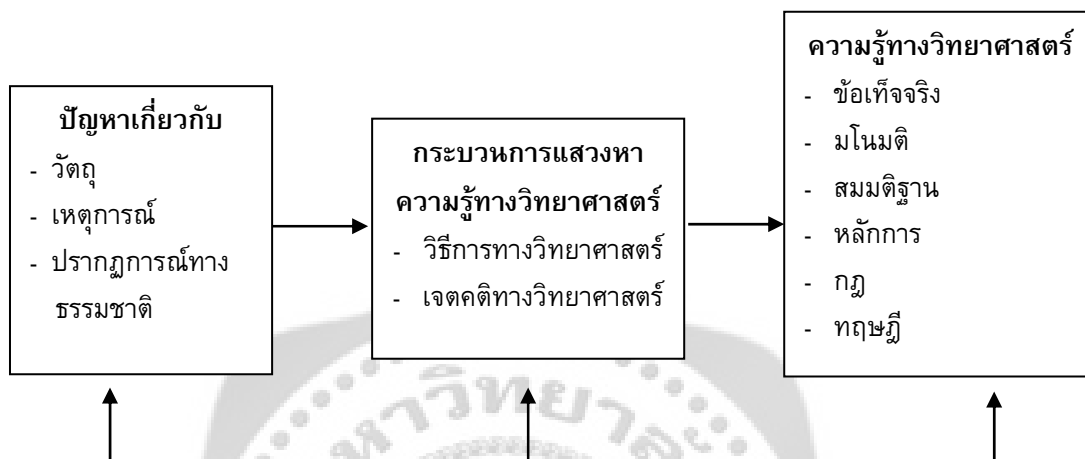 ปัญหาเกี่ยวกับ
- วัตถุ
- เหตุการณ์
- ปรากฏการณ์ทาง
ธรรมชาติ
กระบวนการแสวงหา
ความรู้ทางวิทยาศาสตร์
- วิธีการทางวิทยาศาสตร์
- เจตคติทางวิทยาศาสตร์
ความรู้ทางวิทยาศาสตร์
- ข้อเท็จจริง
- มโนมติ
- สมมติฐาน
- หลักการ
- กฎ
- ทฤษฎี